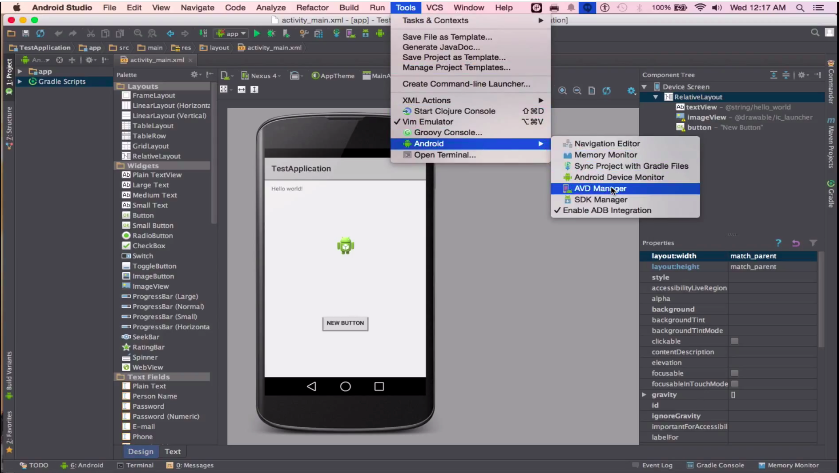 Android Studio File Edit View Navigate Code Analyze Refactor Build Run Tools VCS Window Help 100% Wed 12:17 AM
activity_main.xml - [app] - Test
ation]
app
TestApplication app src main res layout activity_main.xml
Tasks & Contexts
Save File as Template...
Generate JavaDoc...
Save Project as Template...
Manage Project Templates...
Create Command-line Launcher...
XML Actions
Start Clojure Console ⇧⌘D
Vim Emulator ⌥⌘V
Groovy Console...
Android
Open Terminal...
Navigation Editor
Memory Monitor
Sync Project with Gradle Files
Android Device Monitor
AVD Manager
SDK Manager
Enable ADB Integration
1: Project
2: Structure
Build Variants
2: Favorites
An
app
Gradle Scripts
activity_main.xml
Palette
Layouts
FrameLayout
LinearLayout (Horizonta
LinearLayout (Vertical)
TableLayout
TableRow
GridLayout
RelativeLayout
Widgets
Plain TextView
Large Text
Medium Text
Small Text
Button
Small Button
RadioButton
CheckBox
Switch
ToggleButton
ImageButton
ImageView
ProgressBar (Large)
ProgressBar (Normal)
ProgressBar (Small)
ProgressBar (Horizonta
SeekBar
RatingBar
Spinner
WebView
Text Fields
Plain Text
Person Name
Password
Password (Numeric)
E-mail
Phone
Design Text
Nexus 4 AppTheme MainA
TestApplication
Hello world!
NEW BUTTON
Component Tree
Device Screen
RelativeLayout
textView - @string/hello_world
imageView - @drawable/ic_launcher
button - "New Button"
Properties
layout:width match_parent
layout:height match_parent
style
accessibilityLiveRegion
alpha
background
backgroundTint
backgroundTintMode
clickable
contentDescription
elevation
focusable
focusableInTouchMode
gravity []
id
ignoreGravity
importantForAccessibil
labelFor
Commander
Maven Projects
Gradle
TODO 6: Android Terminal 0: Messages Event Log Gradle Console Memory Monitor